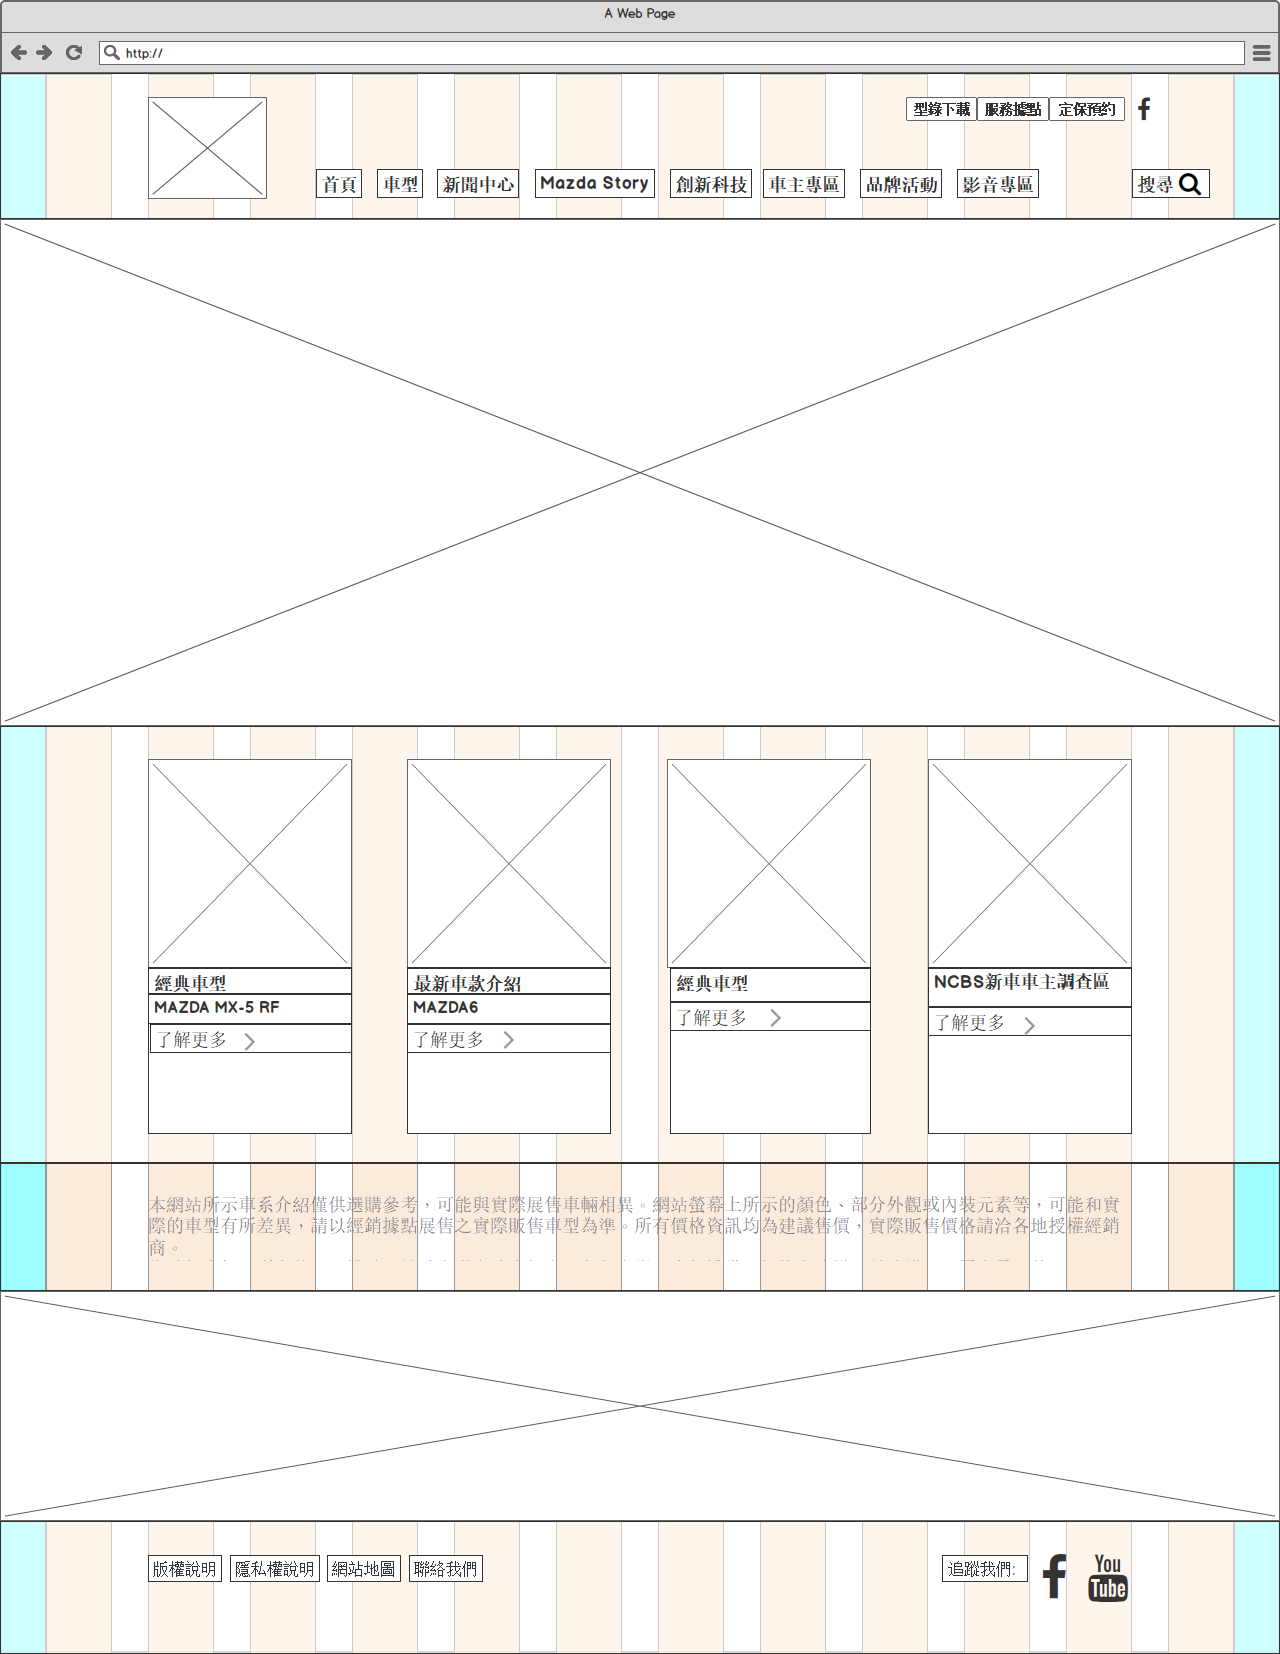 A Web Page
http://
型錄下載 服務據點 定保預約
首頁 車型 新聞中心 Mazda Story 創新科技 車主專區 品牌活動 影音專區 搜尋
經典車型
MAZDA MX-5 RF
了解更多
最新車款介紹
MAZDA6
了解更多
經典車型
了解更多
NCBS新車車主調查區
了解更多
本網站所示車系介紹僅供選購參考，可能與實際展售車輛相異。網站螢幕上所示的顏色、部分外觀或內裝元素等，可能和實
際的車型有所差異，請以經銷據點展售之實際販售車型為準。所有價格資訊均為建議售價，實際販售價格請洽各地授權經銷
商。
版權說明 隱私權說明 網站地圖 聯絡我們 追蹤我們: You Tube